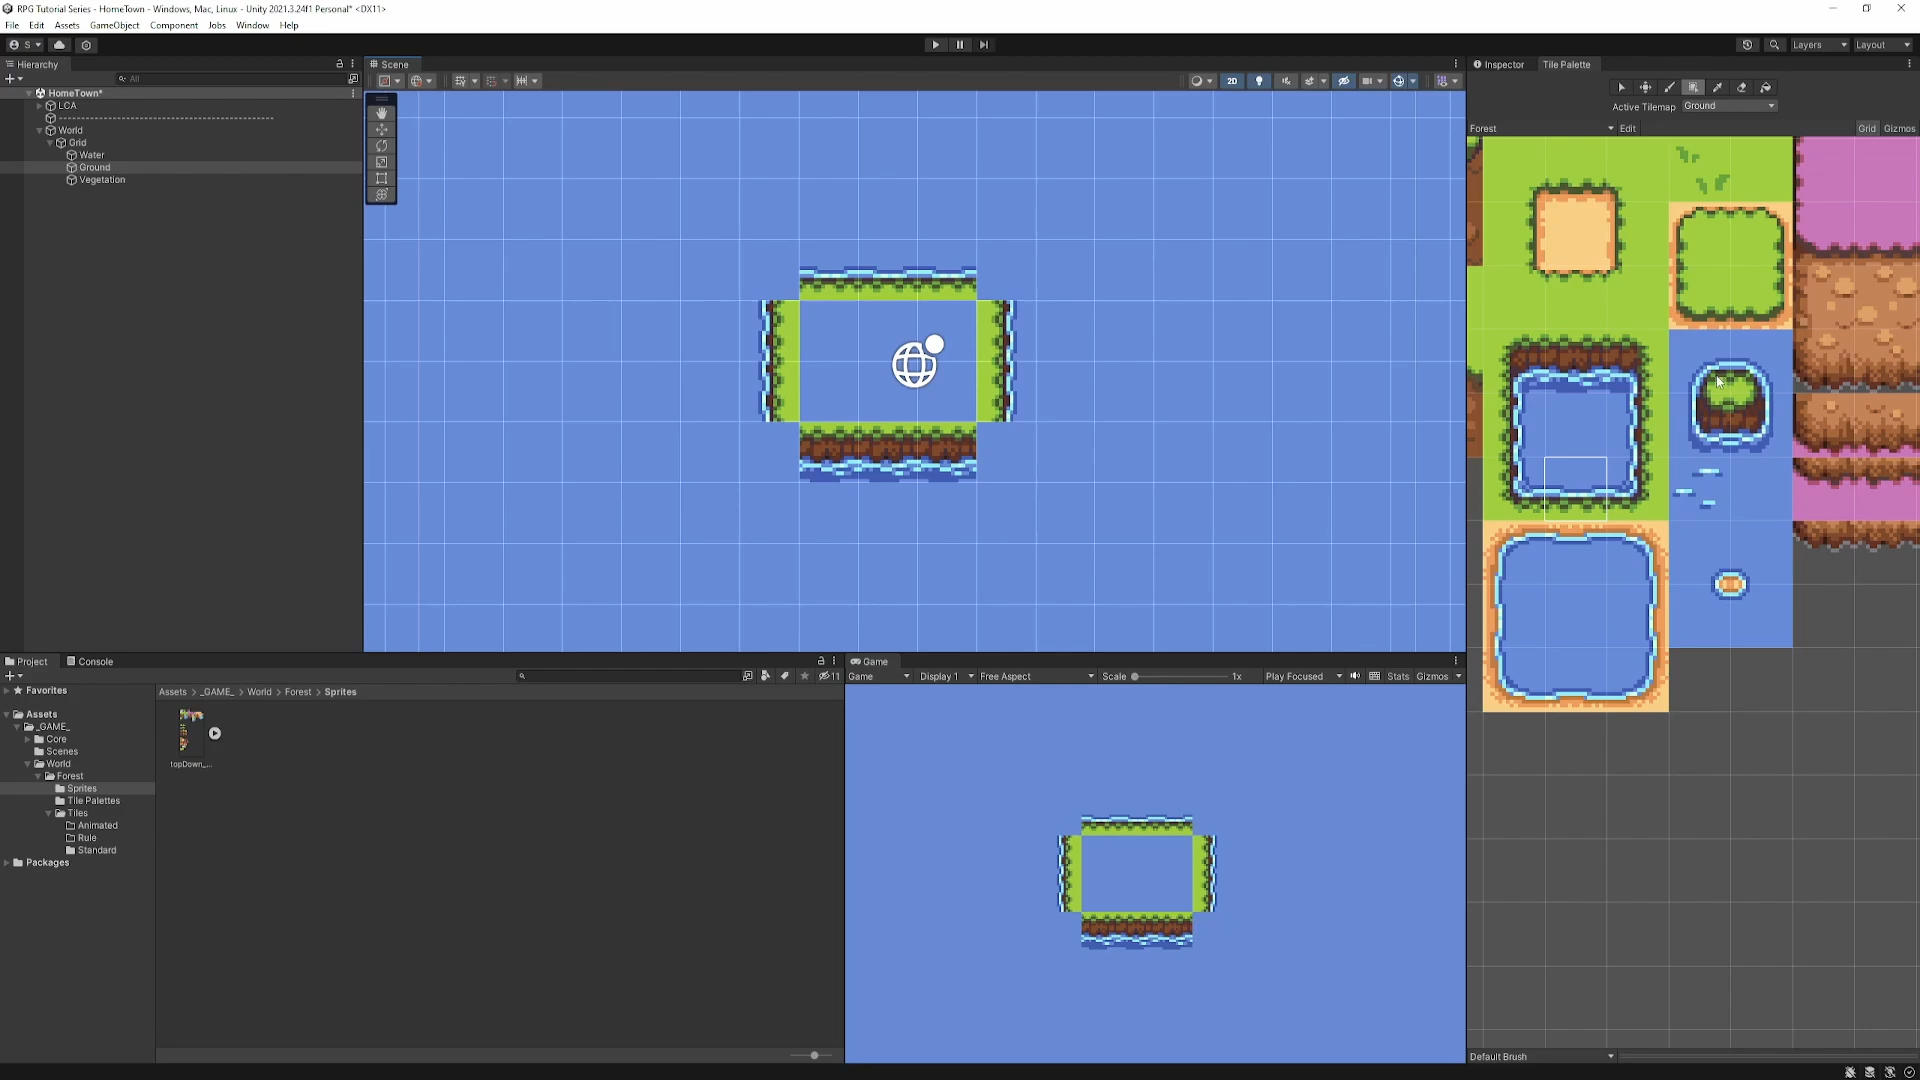 RPG Tutorial Series - HomeTown - Windows, Mac, Linux - Unity 2021.3.24f1 Personal* <DX11>
File Edit Assets GameObject Component Jobs Window Help
S Layers Layout
Hierarchy Scene Inspector Tile Palette
All 2D
HomeTown*
LCA
--------------------------------------------------
World
Grid
Water
Ground
Vegetation
Active Tilemap Ground
Forest Edit Grid Gizmos
Project Console
11
Favorites
Assets
_GAME_
Core
Scenes
World
Forest
Sprites
Tile Palettes
Tiles
Animated
Rule
Standard
Packages
Assets > _GAME_ > World > Forest > Sprites
topDown_...
Game
Game Display 1 Free Aspect Scale 1x Play Focused Stats Gizmos
Default Brush